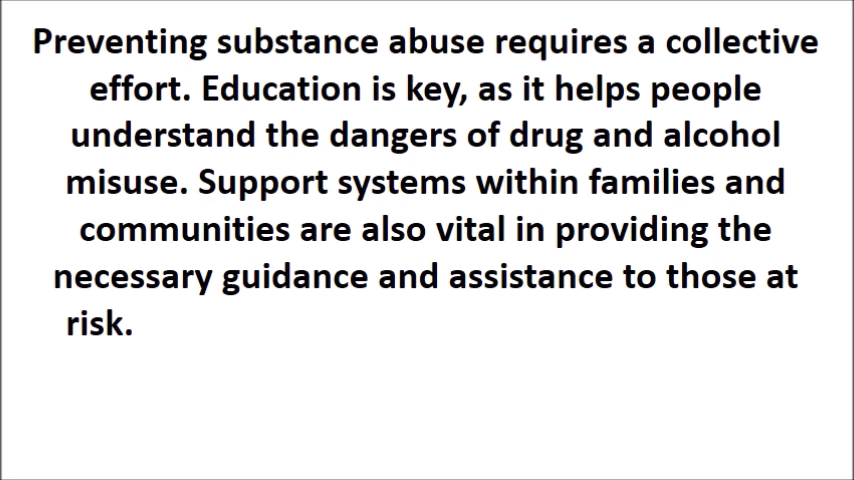 Preventing substance abuse requires a collective
effort. Education is key, as it helps people
understand the dangers of drug and alcohol
misuse. Support systems within families and
communities are also vital in providing the
necessary guidance and assistance to those at
risk.